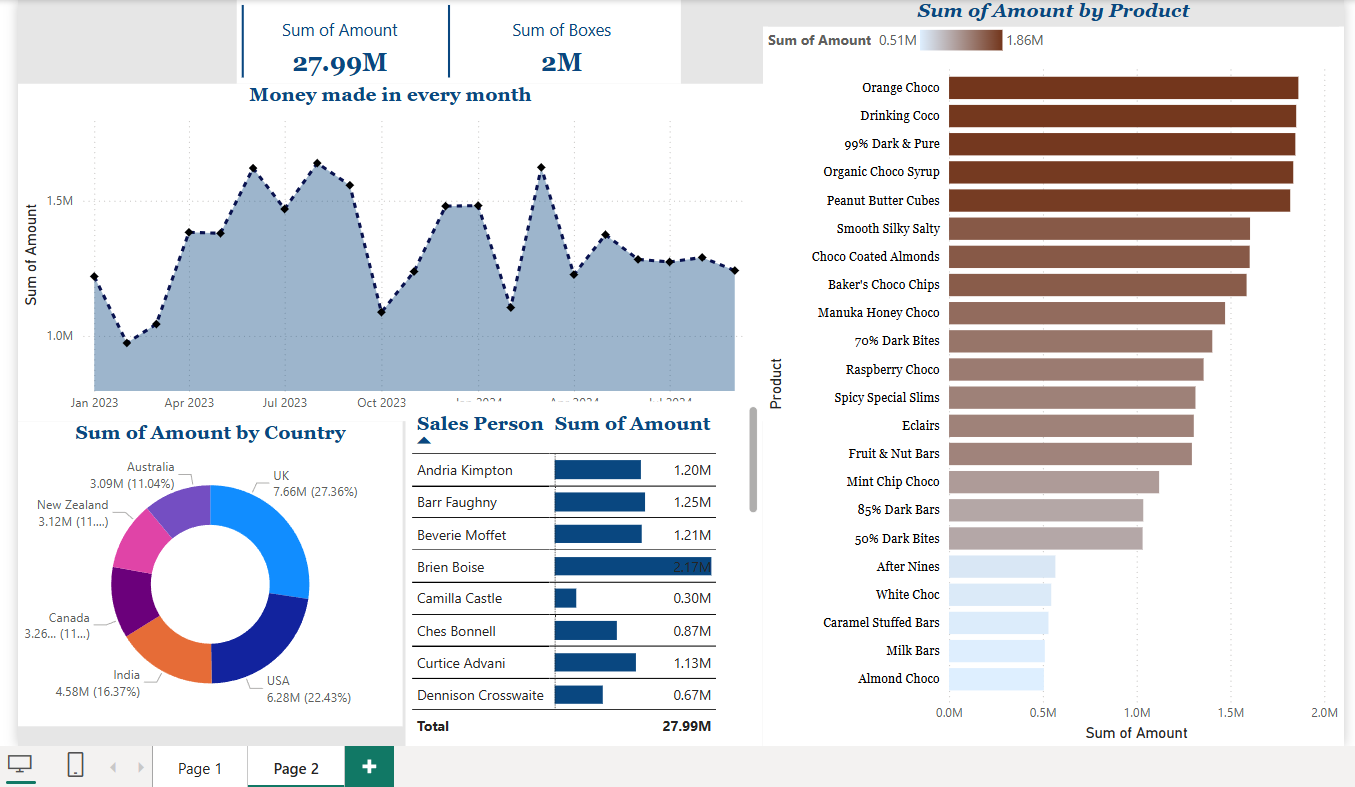 Sum of Amount
27.99M
Sum of Boxes
2M
Money made in every month
Sum of Amount
1.5M
1.0M
Jan 2023
Apr 2023
Jul 2023
Oct 2023
Jan 2024
Apr 2024
Jul 2024
Sum of Amount by Country
Australia
3.09M (11.04%)
UK
7.66M (27.36%)
New Zealand
3.12M (11....)
Canada
3.26... (11...)
India
4.58M (16.37%)
USA
6.28M (22.43%)
Sales Person Sum of Amount
Andria Kimpton 1.20M
Barr Faughny 1.25M
Beverie Moffet 1.21M
Brien Boise 2.17M
Camilla Castle 0.30M
Ches Bonnell 0.87M
Curtice Advani 1.13M
Dennison Crosswaite 0.67M
Total 27.99M
Sum of Amount by Product
Sum of Amount 0.51M 1.86M
Product
Orange Choco
Drinking Coco
99% Dark & Pure
Organic Choco Syrup
Peanut Butter Cubes
Smooth Silky Salty
Choco Coated Almonds
Baker's Choco Chips
Manuka Honey Choco
70% Dark Bites
Raspberry Choco
Spicy Special Slims
Eclairs
Fruit & Nut Bars
Mint Chip Choco
85% Dark Bars
50% Dark Bites
After Nines
White Choc
Caramel Stuffed Bars
Milk Bars
Almond Choco
0.0M 0.5M 1.0M 1.5M 2.0M
Sum of Amount
Page 1
Page 2